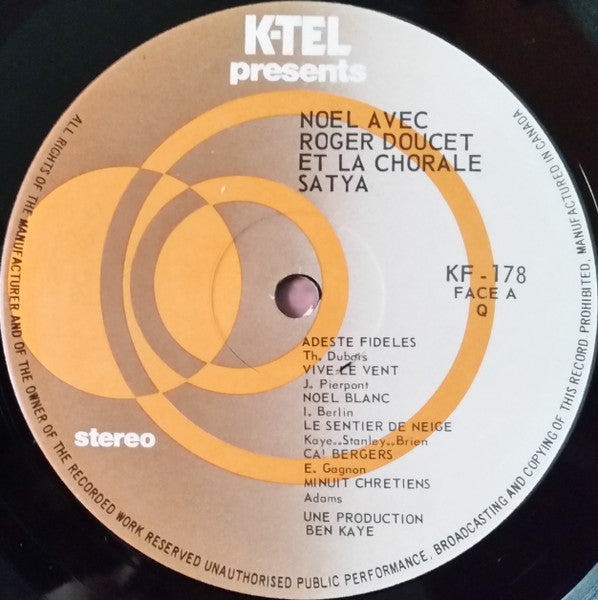 K-TEL
presents
NOEL AVEC
ROGER DOUCET
ET LA CHORALE
SATYA
KF-178
FACE A
Q
ADESTE FIDELES
Th. Dubois
VIVE LE VENT
J. Pierpont
NOEL BLANC
I. Berlin
LE SENTIER DE NEIGE
Kaye..Stanley..Brien
CA! BERGERS
E. Gagnon
MINUIT CHRETIENS
Adams
UNE PRODUCTION
BEN KAYE
stereo
ALL RIGHTS OF THE MANUFACTURER AND OF THE OWNER OF THE RECORDED WORK RESERVED UNAUTHORISED PUBLIC PERFORMANCE, BROADCASTING AND COPYING OF THIS RECORD PROHIBITED. MANUFACTURED IN CANADA